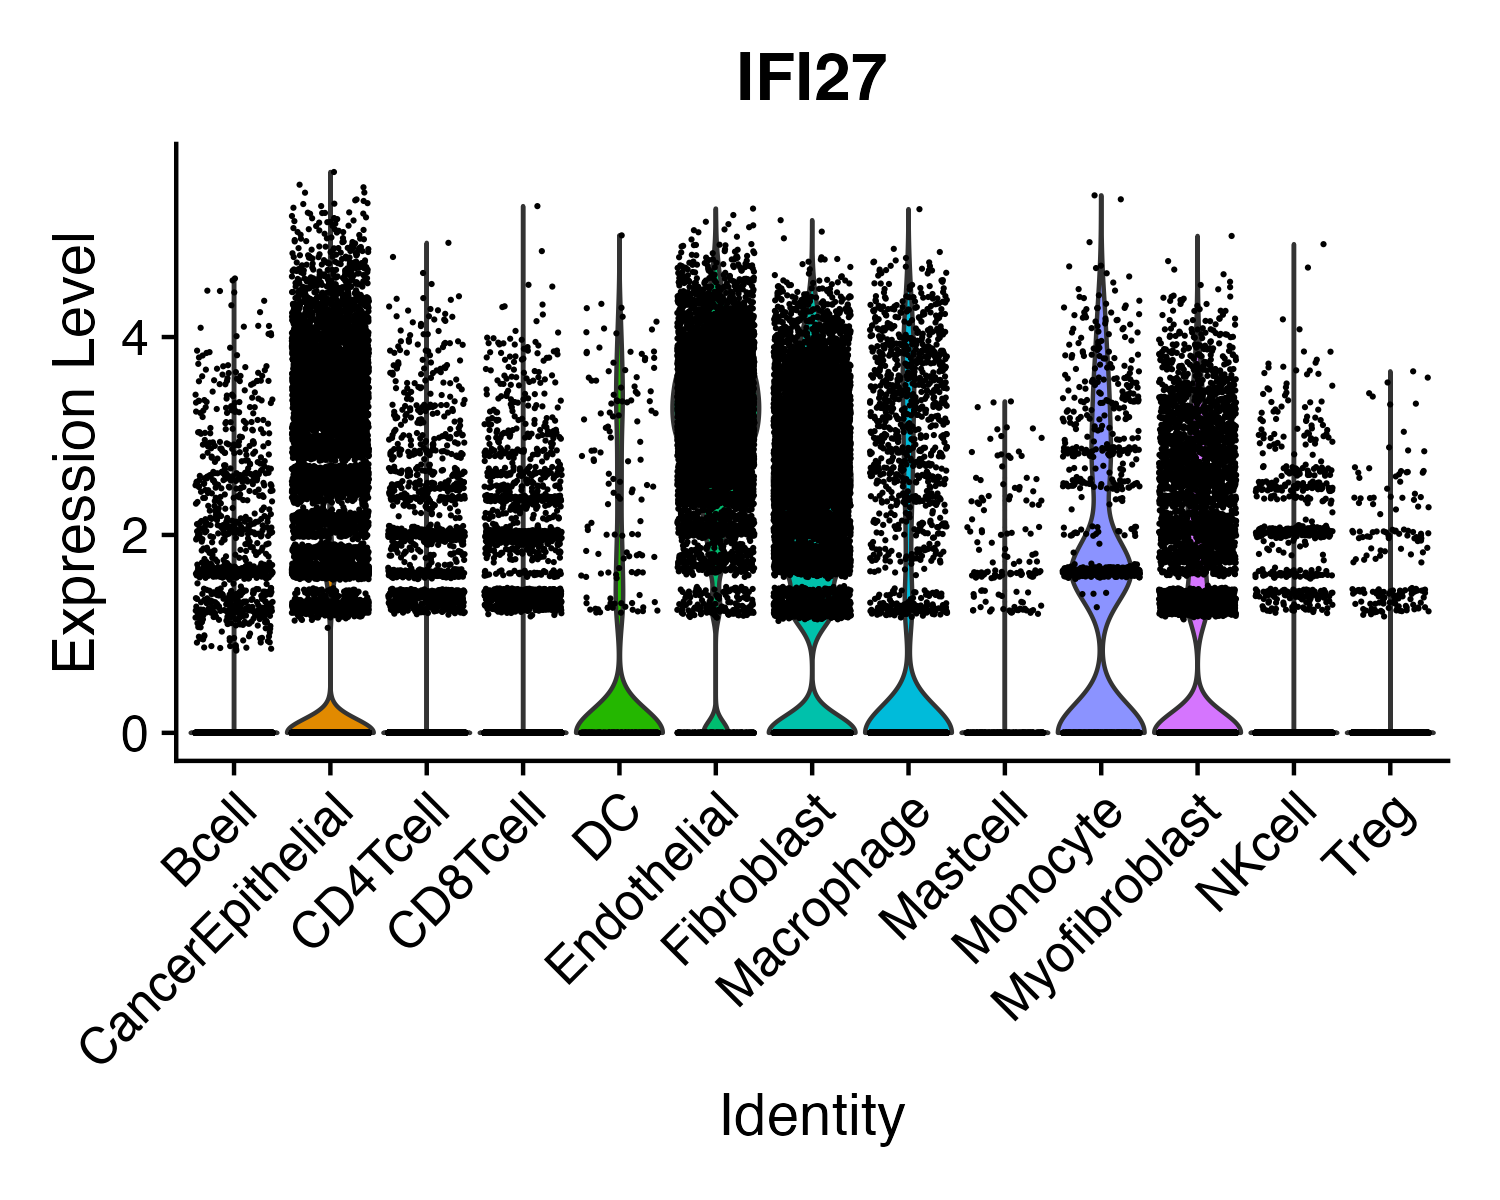 IFI27
Expression Level
4
2
0
Bcell
CancerEpithelial
CD4Tcell
CD8Tcell
DC
Endothelial
Fibroblast
Macrophage
Mastcell
Monocyte
Myofibroblast
NKcell
Treg
Identity